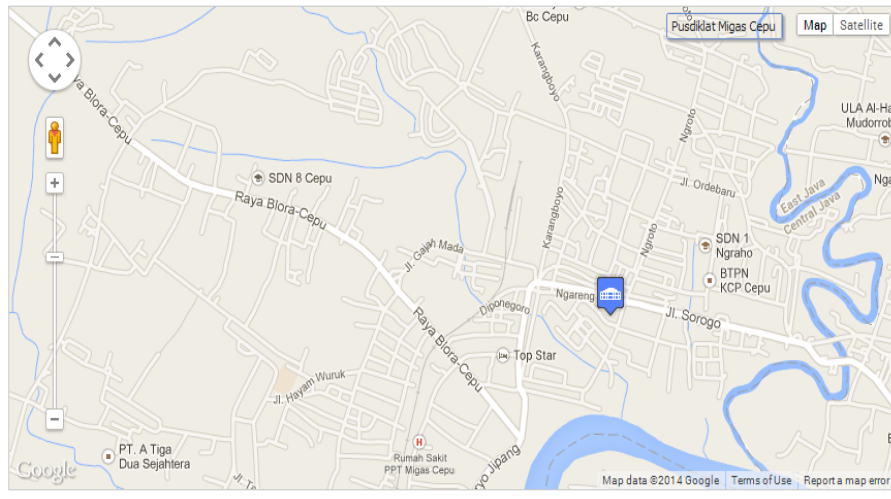 Bc Cepu
Pusdiklat Migas Cepu
Map
Satellite
Raya Blora-Cepu
Karangboyo
Ngroto
ULA Al-Ha
Mudorrob
SDN 8 Cepu
Jl. Ordebaru
Nga
East Java
Central Java
Raya Blora-Cepu
Karangboyo
Ngroto
SDN 1
Ngraho
Jl. Gajah Mada
BTPN
KCP Cepu
Ngareng
Diponegoro
Jl. Sorogo
Raya Blora-Cepu
Top Star
Jl. Hayam Wuruk
H
Rumah Sakit
PPT Migas Cepu
PT. A Tiga
Dua Sejahtera
Google
Jl. T
ryo Jipang
Map data ©2014 Google
Terms of Use
Report a map error